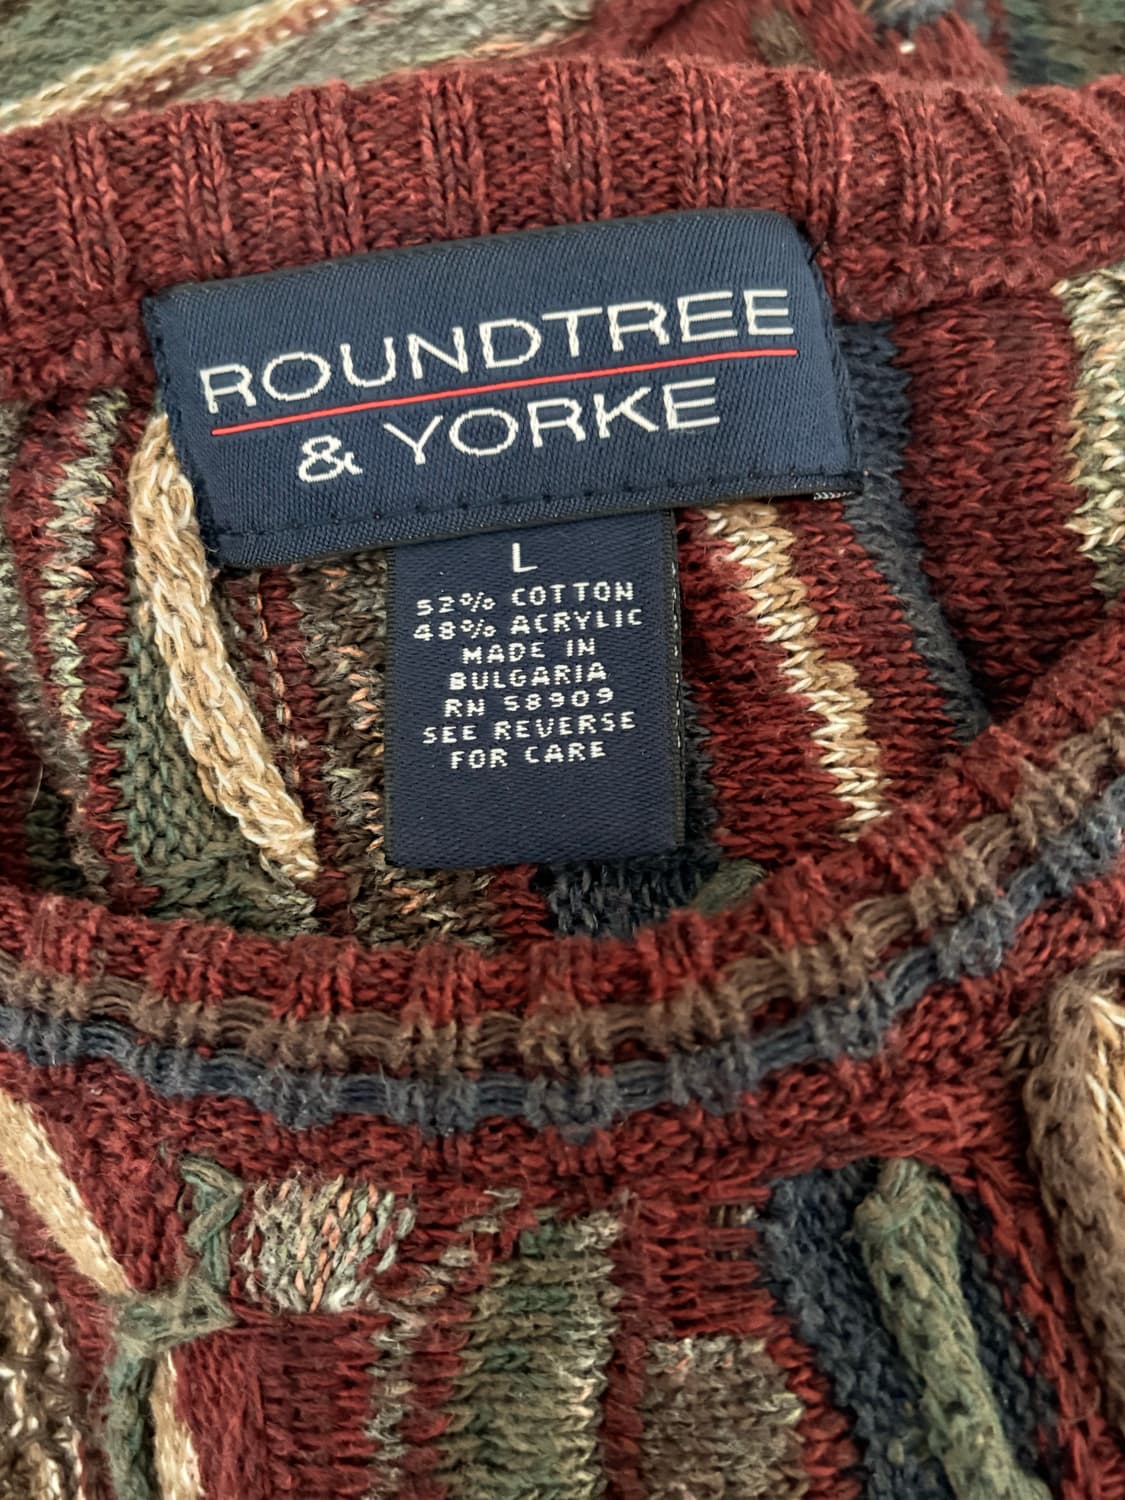 ROUNDTREE
& YORKE
L
52% COTTON
48% ACRYLIC
MADE IN
BULGARIA
RN 58909
SEE REVERSE
FOR CARE